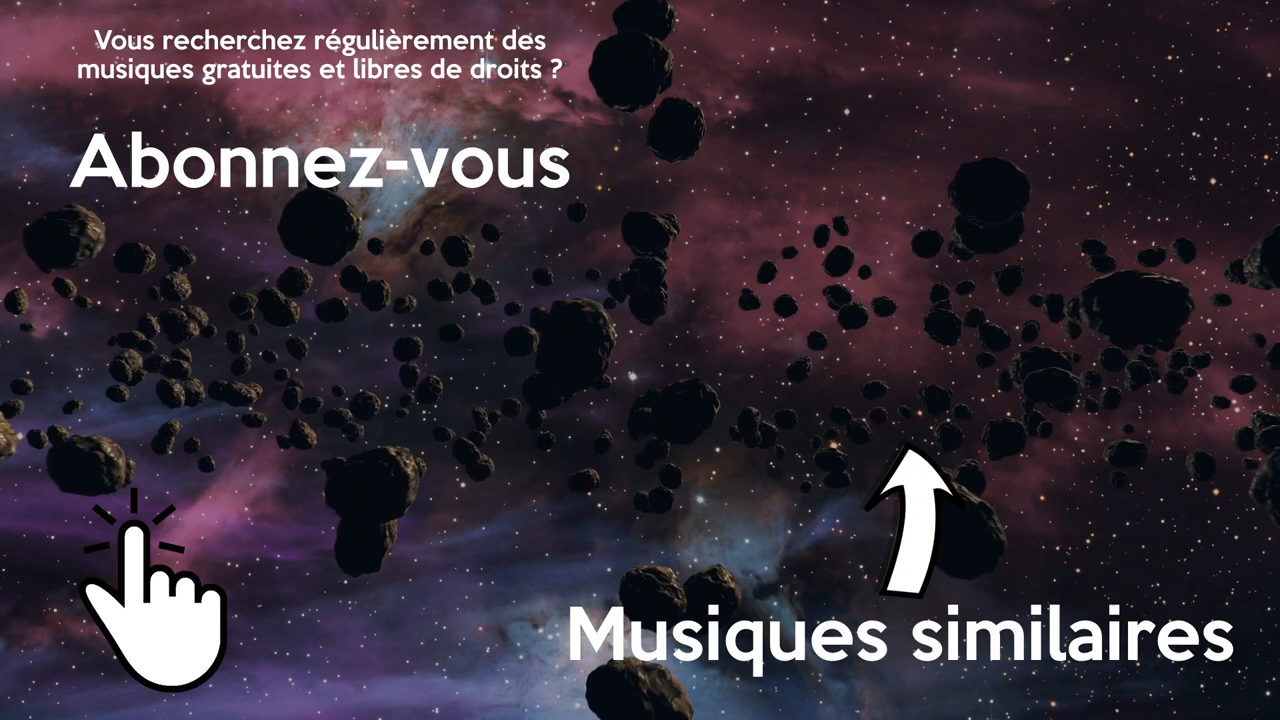 Vous recherchez régulièrement des
musiques gratuites et libres de droits ?
Abonnez-vous
Musiques similaires